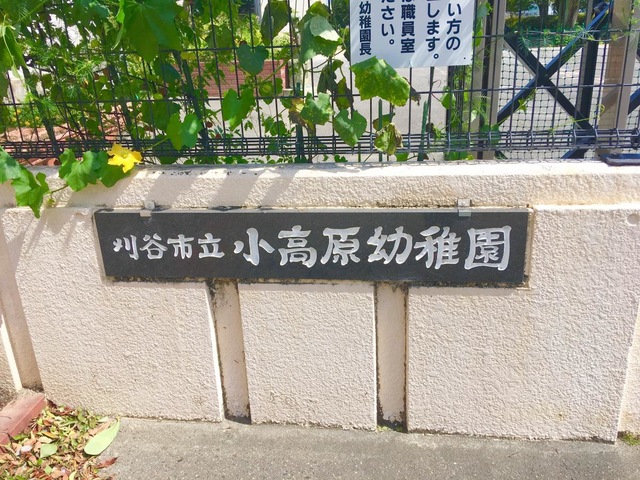 い方の
します。
職員室
ださい。
幼稚園長
刈谷市立 小高原幼稚園